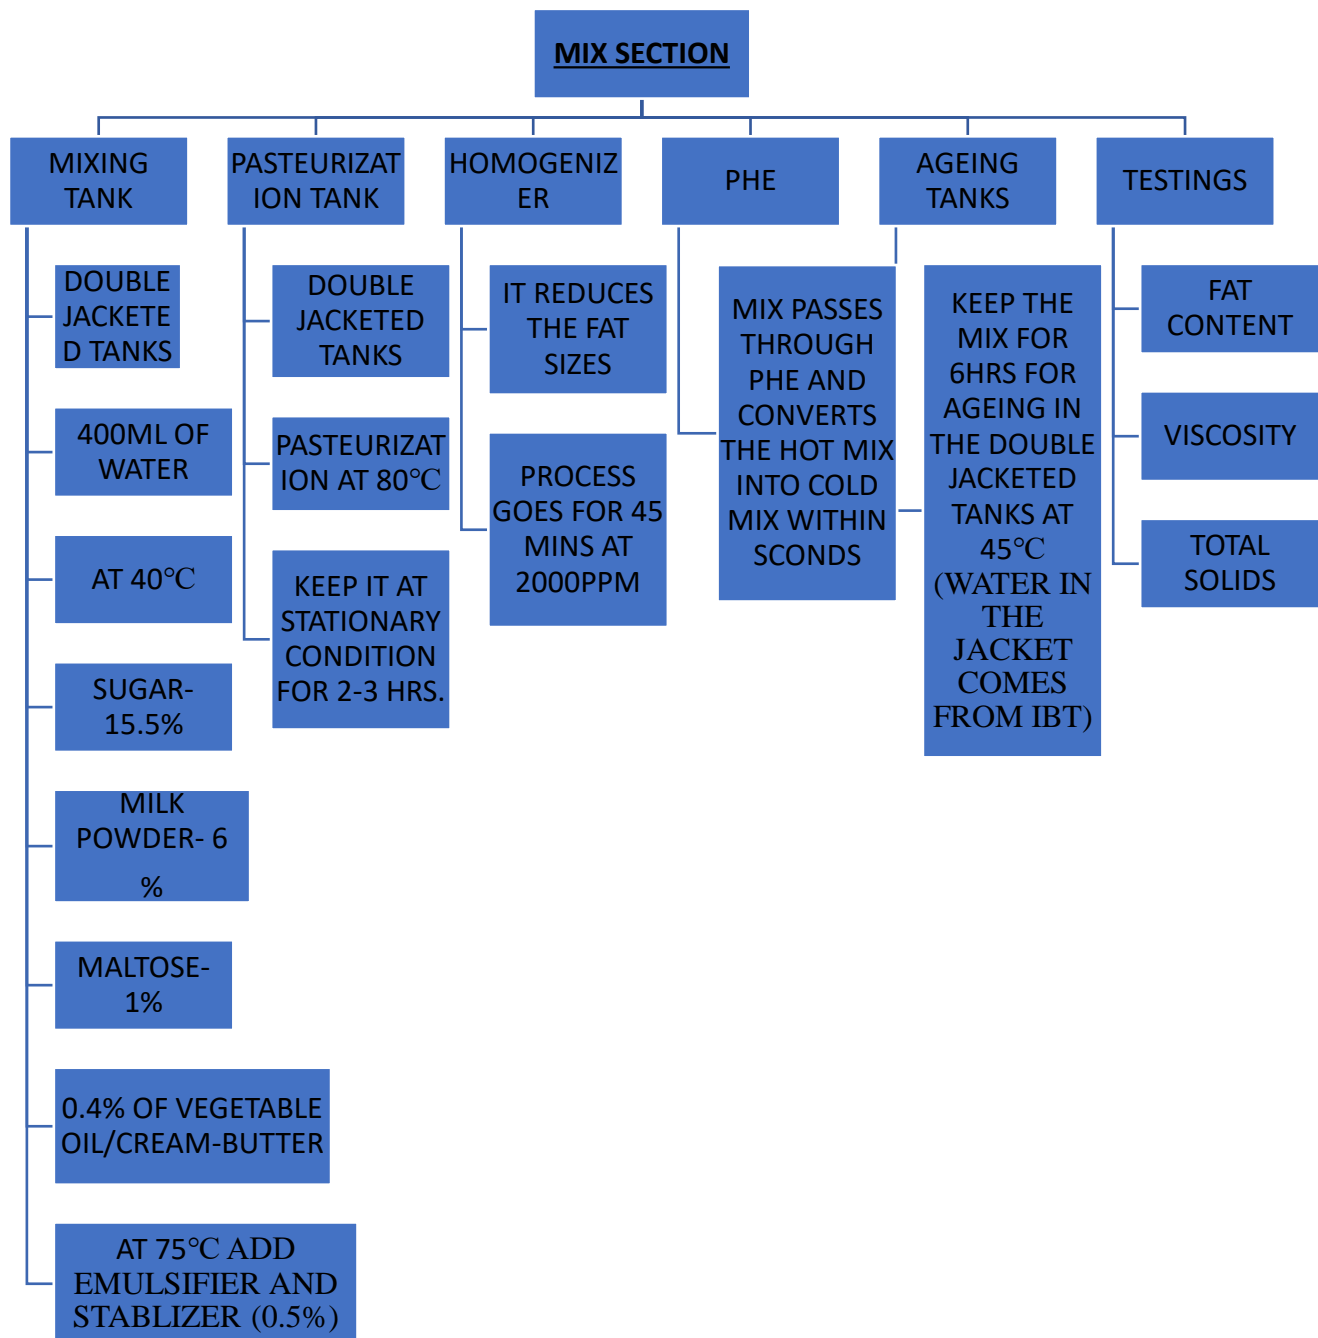 MIX SECTION
MIXING
TANK
DOUBLE
JACKETE
D TANKS
400ML OF
WATER
AT 40℃
SUGAR-
15.5%
MILK
POWDER- 6
%
MALTOSE-
1%
0.4% OF VEGETABLE
OIL/CREAM-BUTTER
AT 75℃ ADD
EMULSIFIER AND
STABLIZER (0.5%)
PASTEURIZAT
ION TANK
DOUBLE
JACKETED
TANKS
PASTEURIZAT
ION AT 80℃
KEEP IT AT
STATIONARY
CONDITION
FOR 2-3 HRS.
HOMOGENIZ
ER
IT REDUCES
THE FAT
SIZES
PROCESS
GOES FOR 45
MINS AT
2000PPM
PHE
MIX PASSES
THROUGH
PHE AND
CONVERTS
THE HOT MIX
INTO COLD
MIX WITHIN
SCONDS
AGEING
TANKS
KEEP THE
MIX FOR
6HRS FOR
AGEING IN
THE DOUBLE
JACKETED
TANKS AT
45℃
(WATER IN
THE
JACKET
COMES
FROM IBT)
TESTINGS
FAT
CONTENT
VISCOSITY
TOTAL
SOLIDS